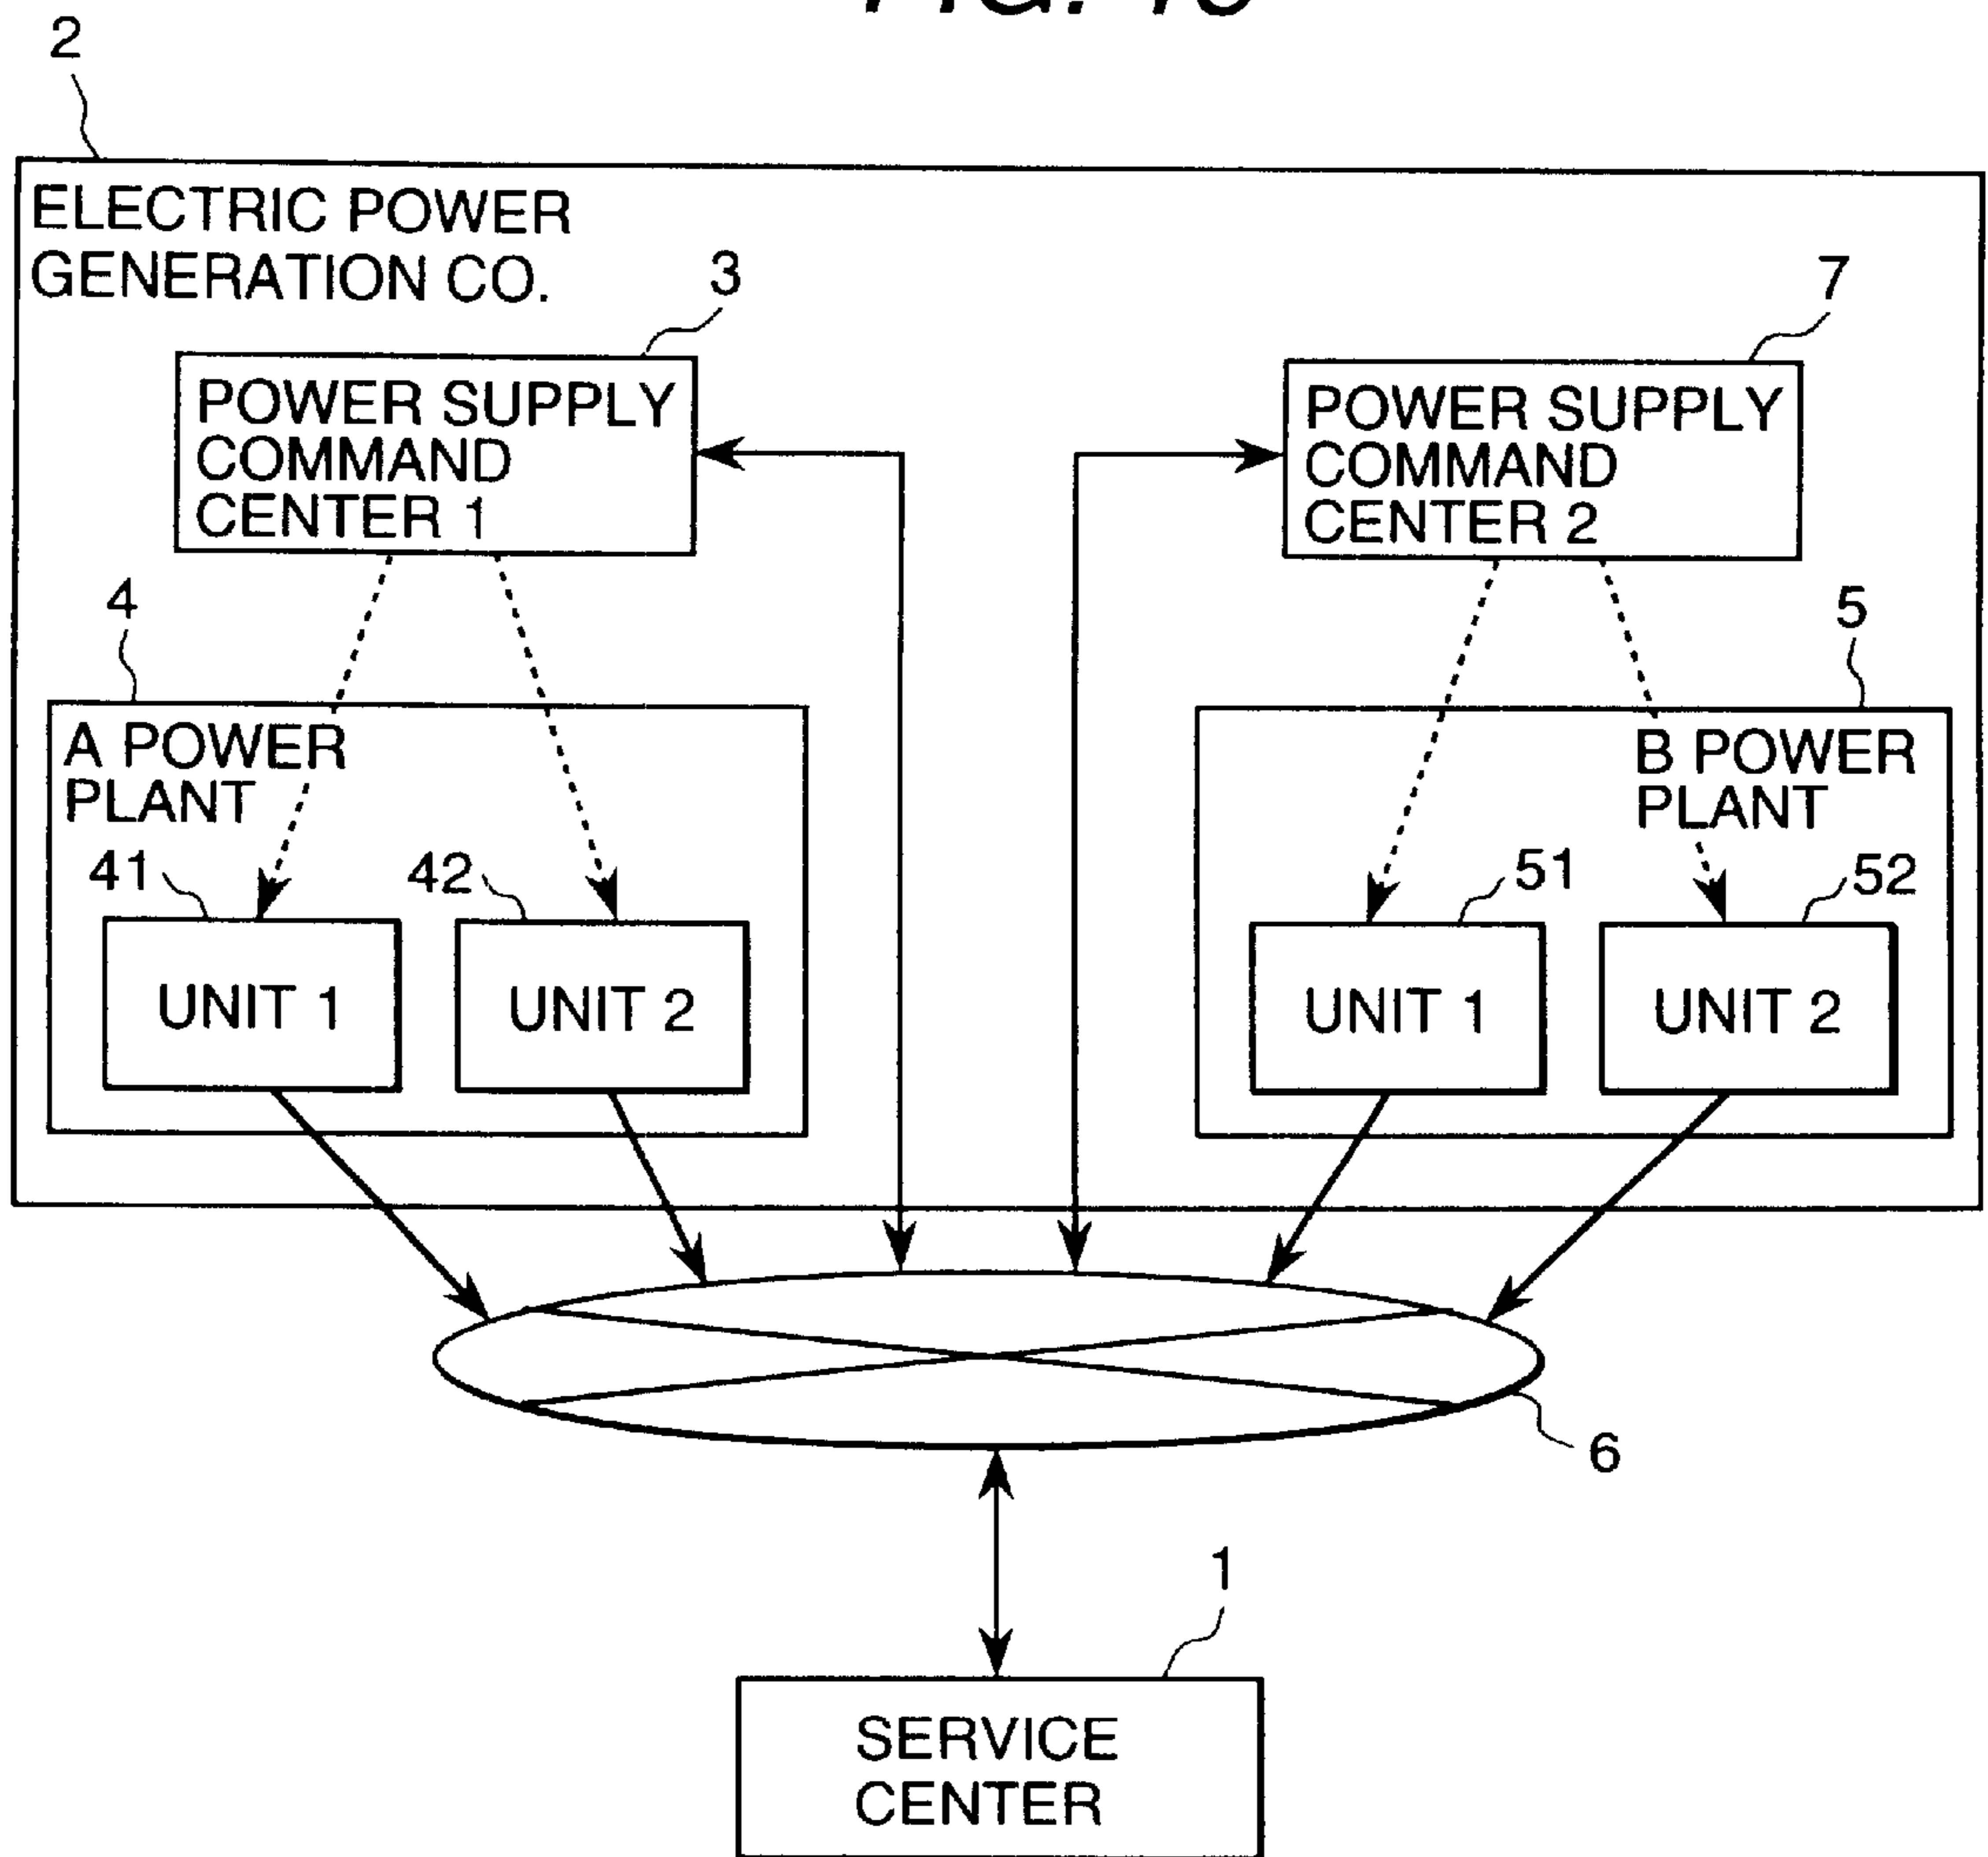 2
ELECTRIC POWER
GENERATION CO.
3
7
POWER SUPPLY
COMMAND
CENTER 1
POWER SUPPLY
COMMAND
CENTER 2
4
5
A POWER
PLANT
B POWER
PLANT
41
42
51
52
UNIT 1
UNIT 2
UNIT 1
UNIT 2
6
1
SERVICE
CENTER